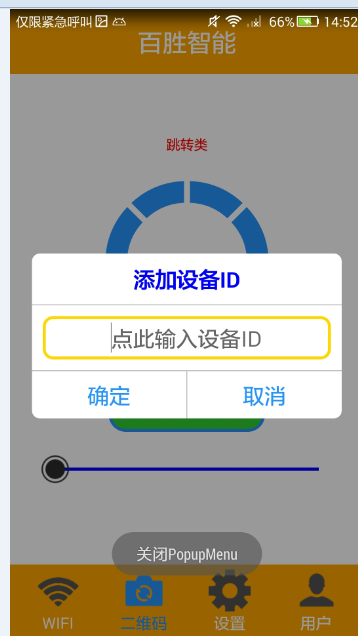 仅限紧急呼叫 66% 14:52
百胜智能
跳转类
添加设备ID
点此输入设备ID
确定 取消
关闭PopupMenu
WIFI 二维码 设置 用户